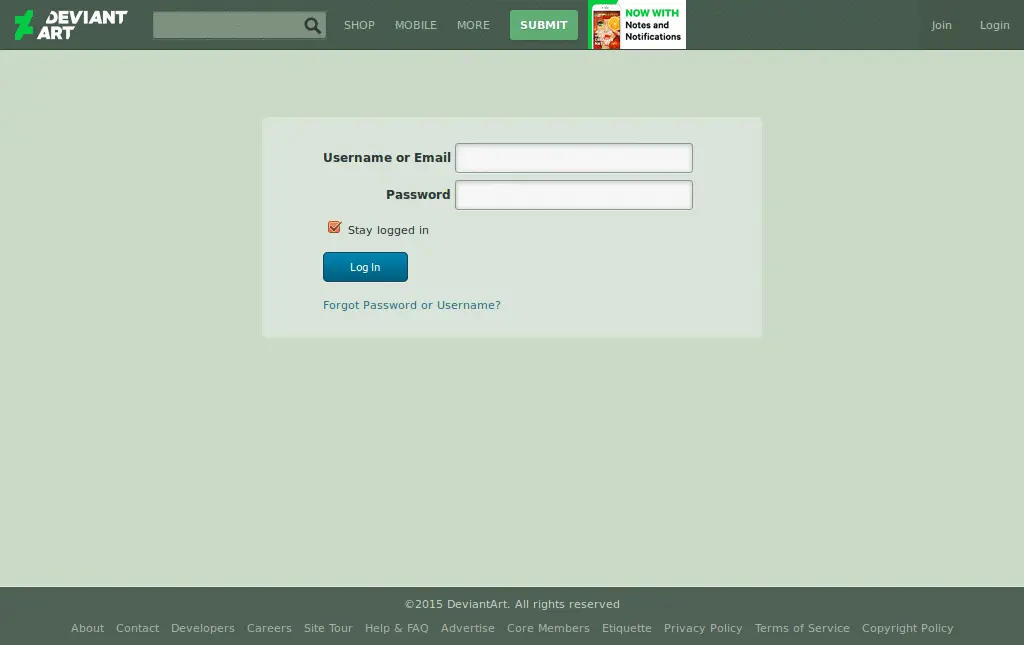 DEVIANT
ART
SHOP MOBILE MORE SUBMIT
NOW WITH
Notes and
Notifications
Join Login
Username or Email
Password
Stay logged in
Log In
Forgot Password or Username?
©2015 DeviantArt. All rights reserved
About Contact Developers Careers Site Tour Help & FAQ Advertise Core Members Etiquette Privacy Policy Terms of Service Copyright Policy